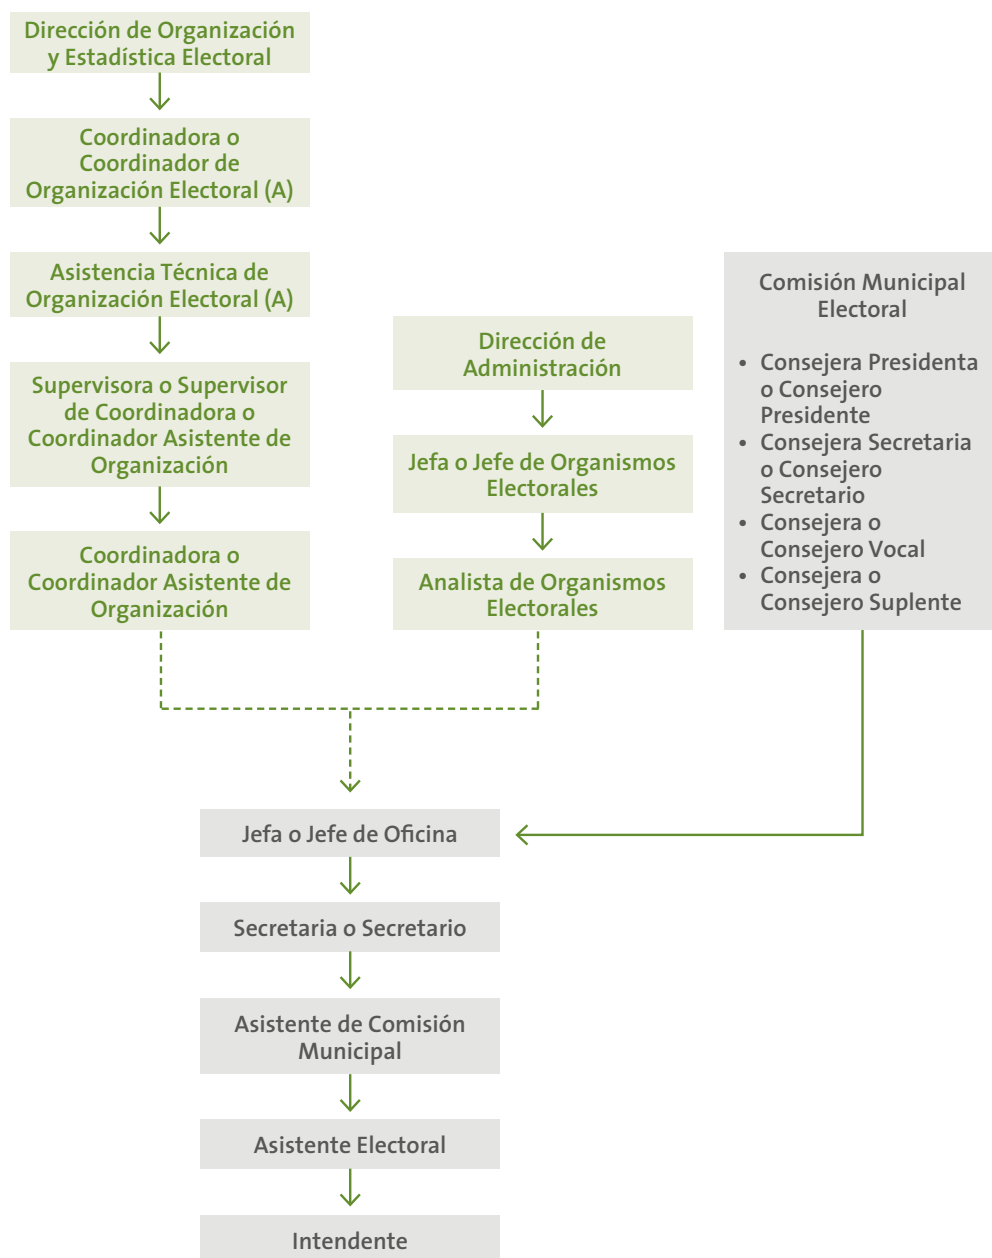 Dirección de Organización
y Estadística Electoral
Coordinadora o
Coordinador de
Organización Electoral (A)
Asistencia Técnica de
Organización Electoral (A)
Supervisora o Supervisor
de Coordinadora o
Coordinador Asistente de
Organización
Coordinadora o
Coordinador Asistente de
Organización
Dirección de
Administración
Jefa o Jefe de Organismos
Electorales
Analista de Organismos
Electorales
Comisión Municipal
Electoral
• Consejera Presidenta
o Consejero
Presidente
• Consejera Secretaria
o Consejero
Secretario
• Consejera o
Consejero Vocal
• Consejera o
Consejero Suplente
Jefa o Jefe de Oficina
Secretaria o Secretario
Asistente de Comisión
Municipal
Asistente Electoral
Intendente